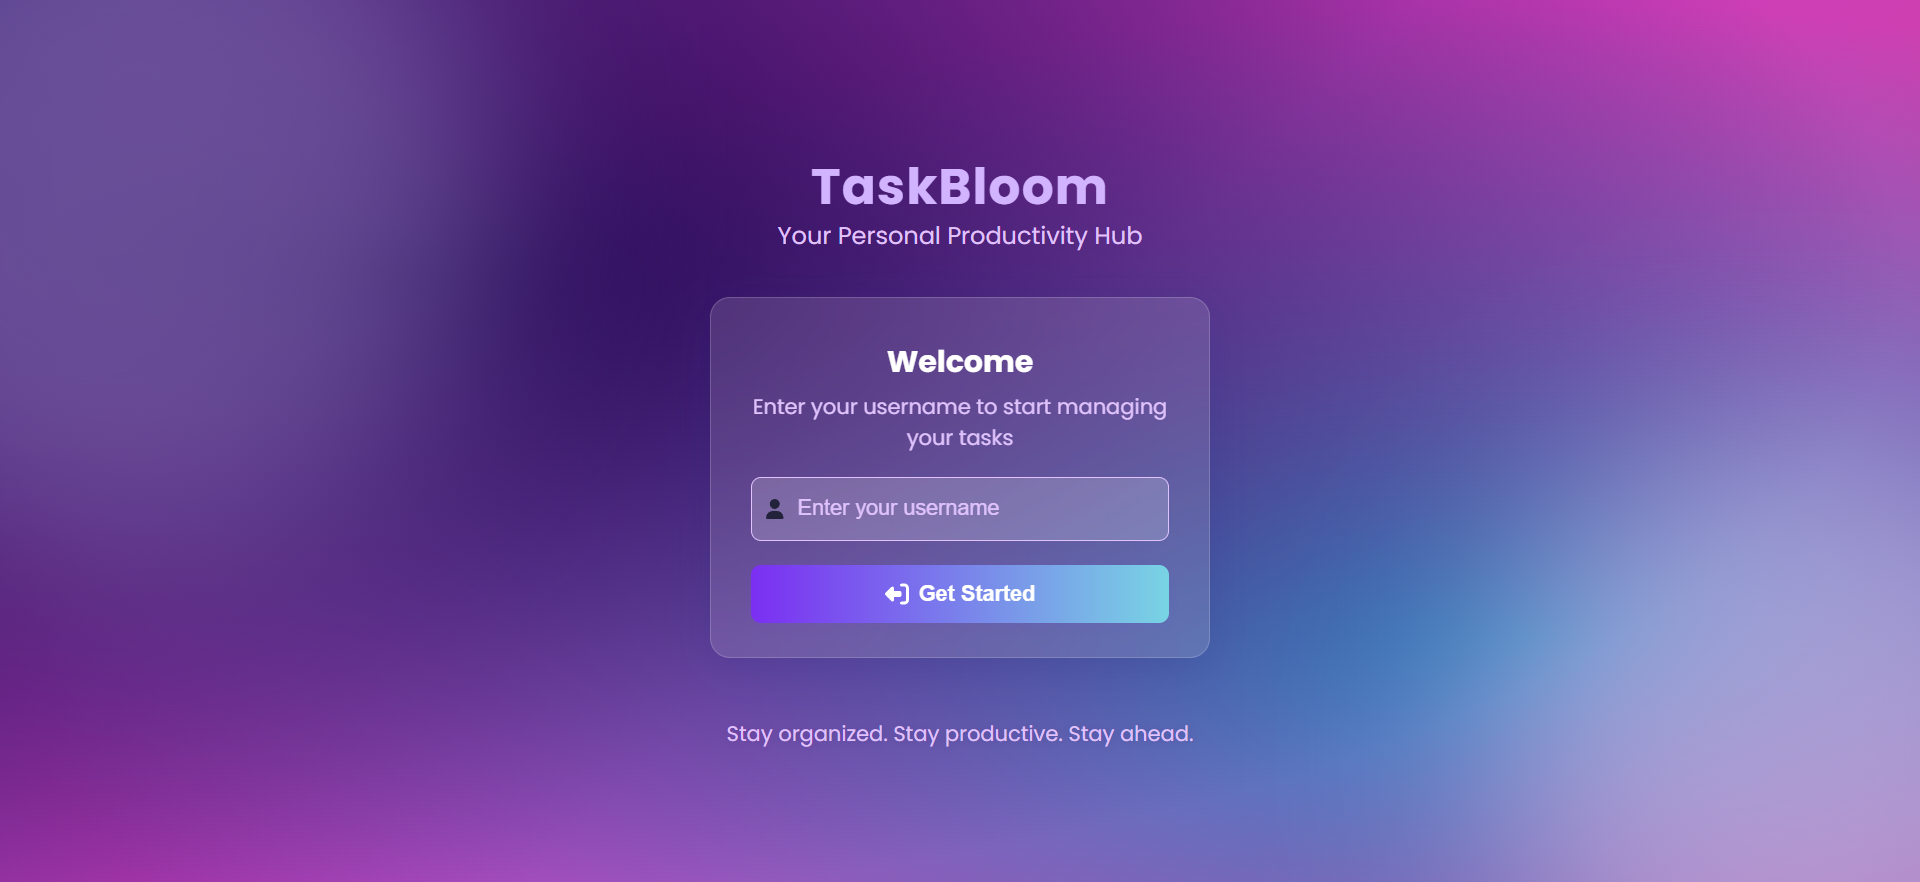 TaskBloom
Your Personal Productivity Hub
Welcome
Enter your username to start managing
your tasks
Enter your username
Get Started
Stay organized. Stay productive. Stay ahead.